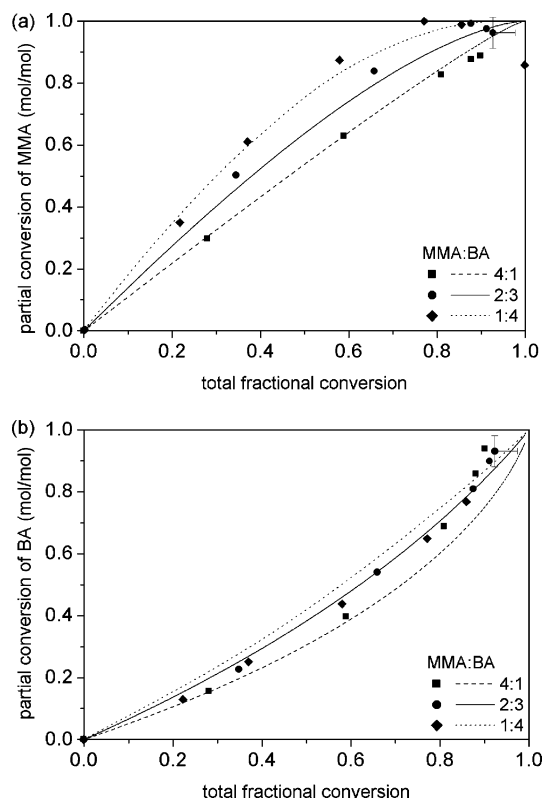 (a)
1.0
0.8
0.6
0.4
0.2
0.0
partial conversion of MMA (mol/mol)
MMA:BA
4:1
2:3
1:4
0.0 0.2 0.4 0.6 0.8 1.0
total fractional conversion
(b)
1.0
0.8
0.6
0.4
0.2
0.0
partial conversion of BA (mol/mol)
MMA:BA
4:1
2:3
1:4
0.0 0.2 0.4 0.6 0.8 1.0
total fractional conversion